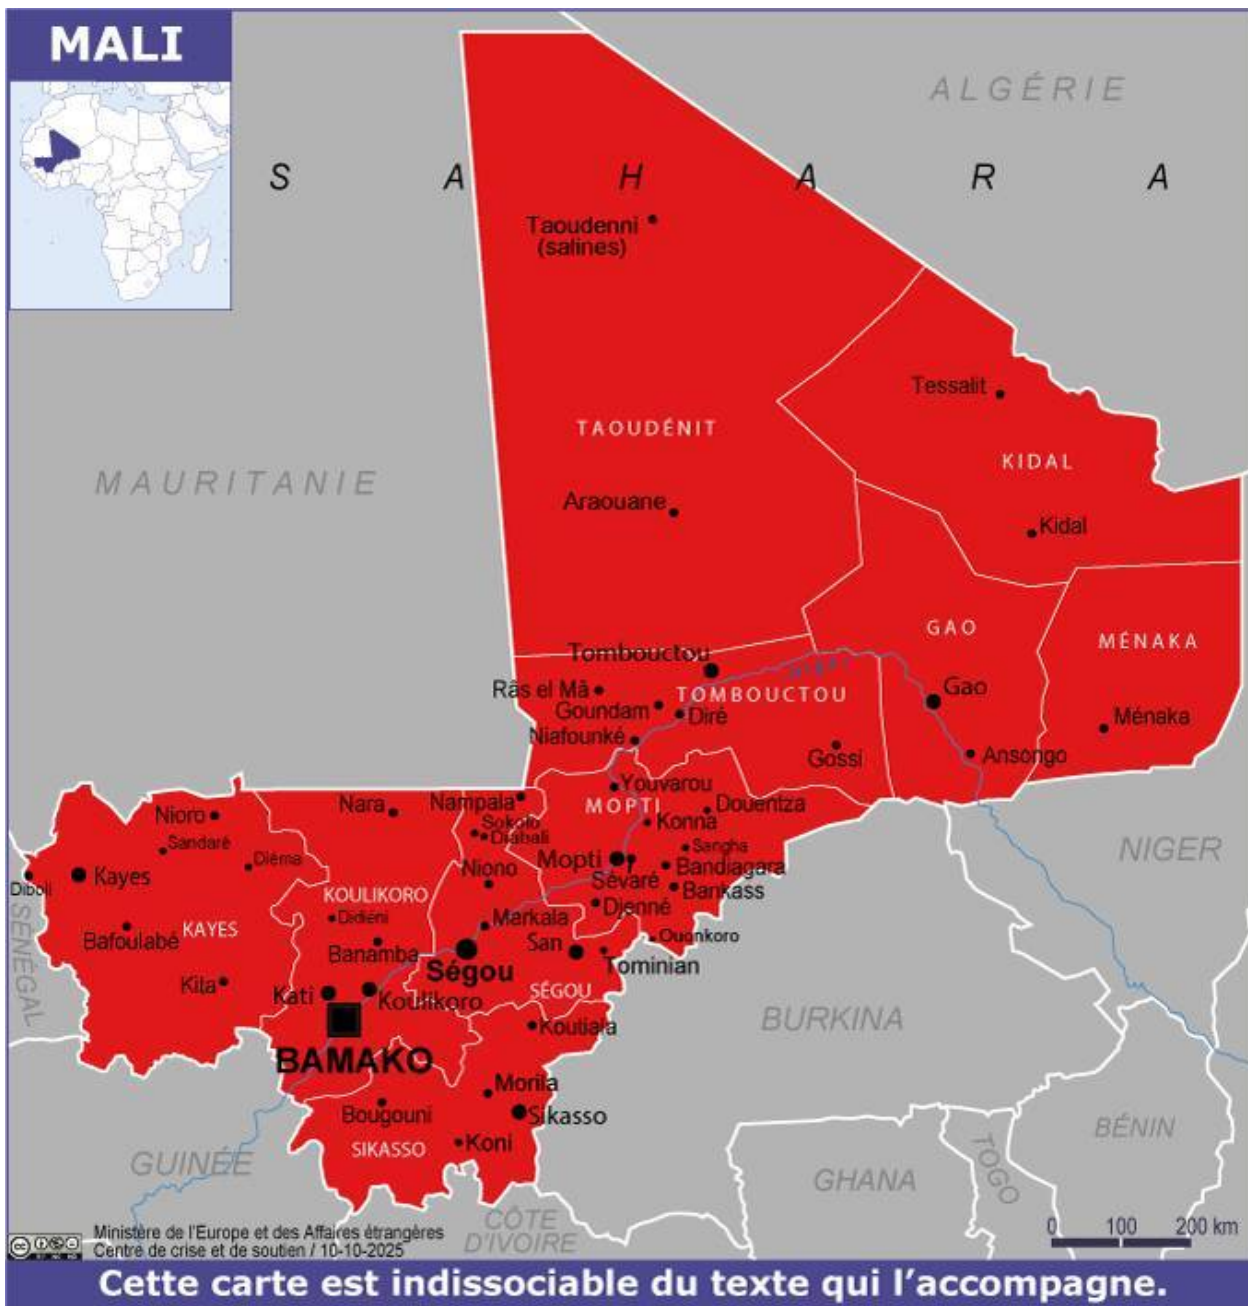 MALI
ALGÉRIE
S A H A R A
Taoudenni
(salines)
Tessalit
TAOUDÉNIT
KIDAL
MAURITANIE
Araouane
Kidal
GAO
MÉNAKA
Tombouctou
Niger
Râs el Mâ
TOMBOUCTOU
Gao
Goundam
Diré
Ménaka
Niafounké
Gossi
Ansongo
Youvarou
Nioro
Nara
Nampala
MOPTI
Douentza
Sokolo
Konna
Diabali
Sandaré
Sangha
NIGER
Diéma
Mopti
Bandiagara
Diboli
Kayes
Niono
Sévaré
Bankass
KOULIKORO
Djenné
SÉNÉGAL
Didiéni
Markala
KAYES
Bafoulabé
Ouonkoro
Banamba
San
Ségou
Tominian
Kila
Kati
Koulikoro
SÉGOU
BURKINA
Koutiala
BAMAKO
Morila
Bougouni
Sikasso
BÉNIN
SIKASSO
Koni
GUINÉE
TOGO
GHANA
CÔTE
D'IVOIRE
0 100 200 km
Ministère de l'Europe et des Affaires étrangères
Centre de crise et de soutien / 10-10-2025
Cette carte est indissociable du texte qui l'accompagne.